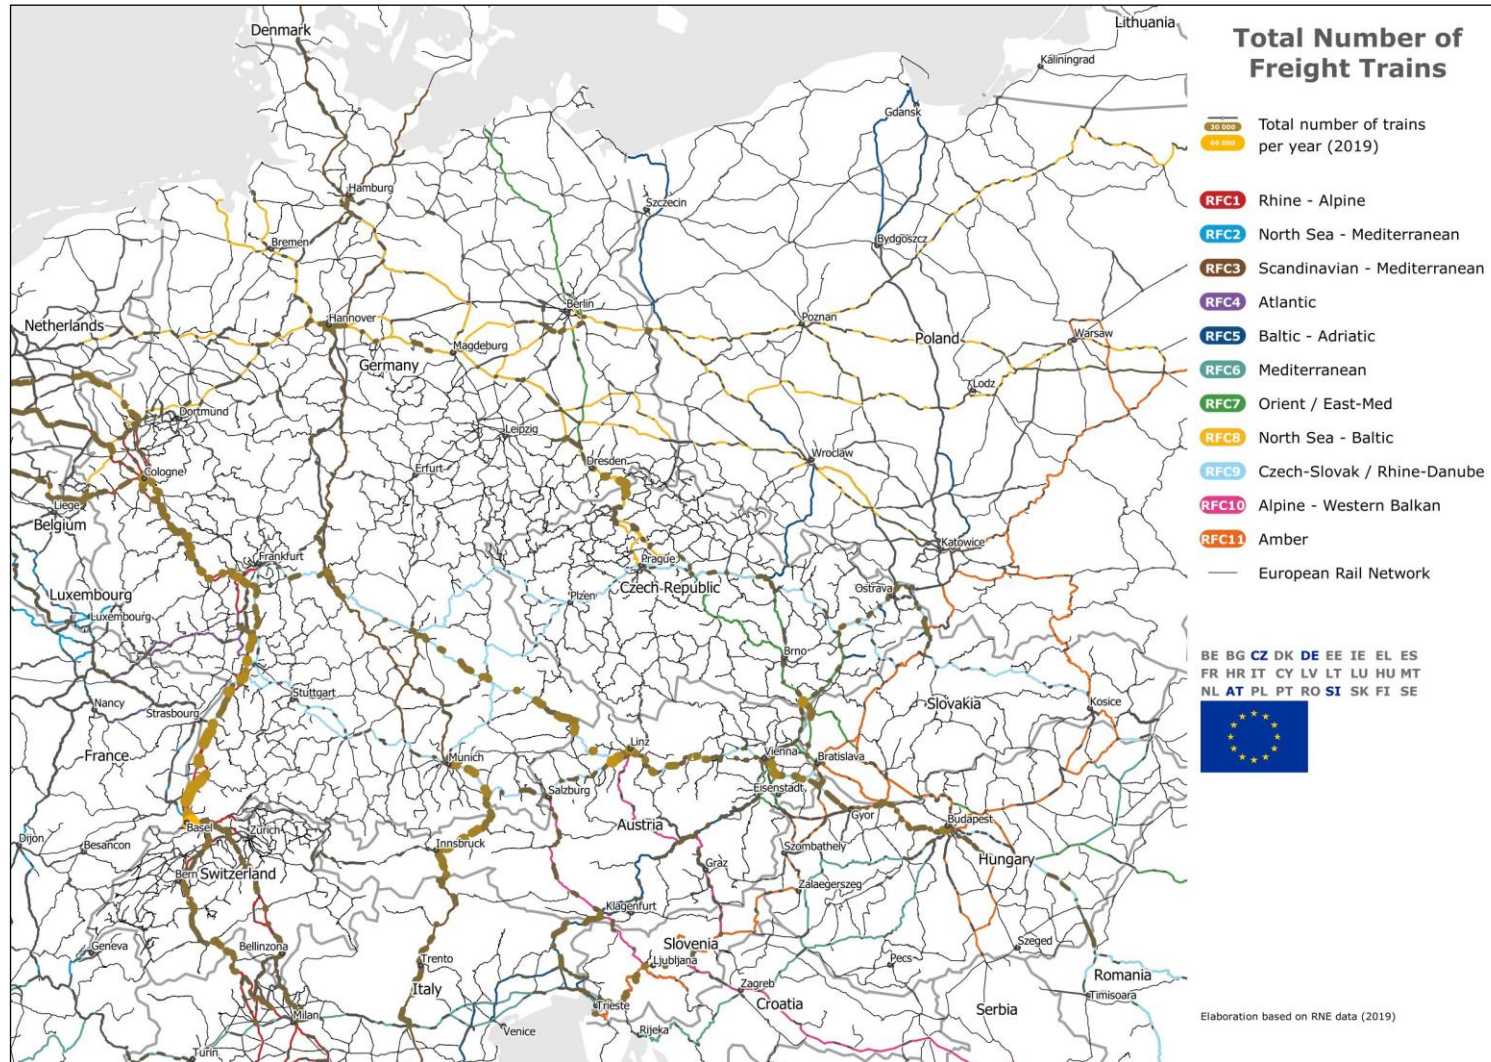 Total Number of
Freight Trains
30 000
60 000
Total number of trains
per year (2019)
RFC1 Rhine - Alpine
RFC2 North Sea - Mediterranean
RFC3 Scandinavian - Mediterranean
RFC4 Atlantic
RFC5 Baltic - Adriatic
RFC6 Mediterranean
RFC7 Orient / East-Med
RFC8 North Sea - Baltic
RFC9 Czech-Slovak / Rhine-Danube
RFC10 Alpine - Western Balkan
RFC11 Amber
European Rail Network
BE BG CZ DK DE EE IE EL ES
FR HR IT CY LV LT LU HU MT
NL AT PL PT RO SI SK FI SE
Elaboration based on RNE data (2019)
Denmark
Lithuania
Kaliningrad
Gdansk
Hamburg
Szczecin
Bremen
Bydgoszcz
Berlin
Netherlands
Hannover
Poznan
Poland
Warsaw
Magdeburg
Germany
Lodz
Dortmund
Leipzig
Wroclaw
Cologne
Erfurt
Dresden
Liege
Belgium
Katowice
Frankfurt
Prague
Czech Republic
Luxembourg
Luxembourg
Plzen
Ostrava
Brno
Stuttgart
Nancy
Strasbourg
Slovakia
Kosice
France
Munich
Linz
Vienna
Bratislava
Salzburg
Eisenstadt
Basel
Zurich
Gyor
Budapest
Dijon
Besancon
Innsbruck
Austria
Szombathely
Hungary
Bern
Switzerland
Graz
Zalaegerszeg
Klagenfurt
Geneva
Bellinzona
Slovenia
Szeged
Trento
Ljubljana
Pecs
Romania
Italy
Zagreb
Timisoara
Milan
Trieste
Croatia
Serbia
Venice
Rijeka
Turin